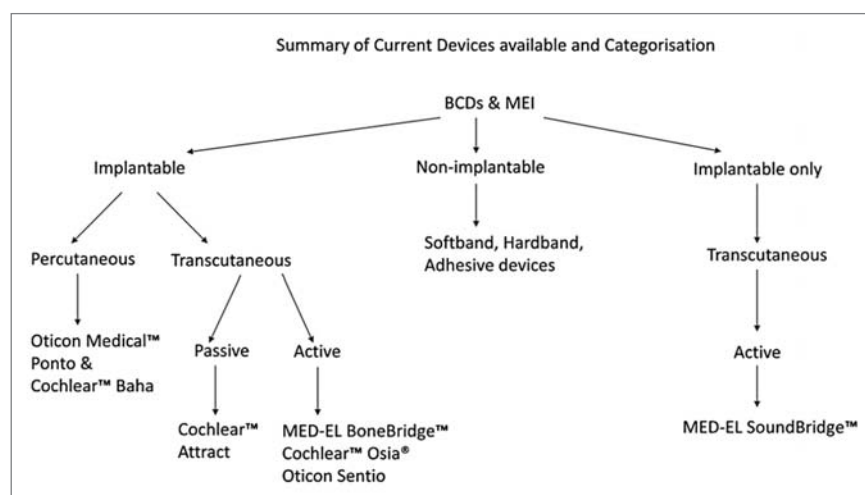 Summary of Current Devices available and Categorisation
BCDs & MEI
Implantable
Non-implantable
Implantable only
Softband, Hardband,
Adhesive devices
Percutaneous
Transcutaneous
Transcutaneous
Oticon Medical™
Ponto &
Cochlear™ Baha
Passive
Active
Active
Cochlear™
Attract
MED-EL BoneBridge™
Cochlear™ Osia®
Oticon Sentio
MED-EL SoundBridge™